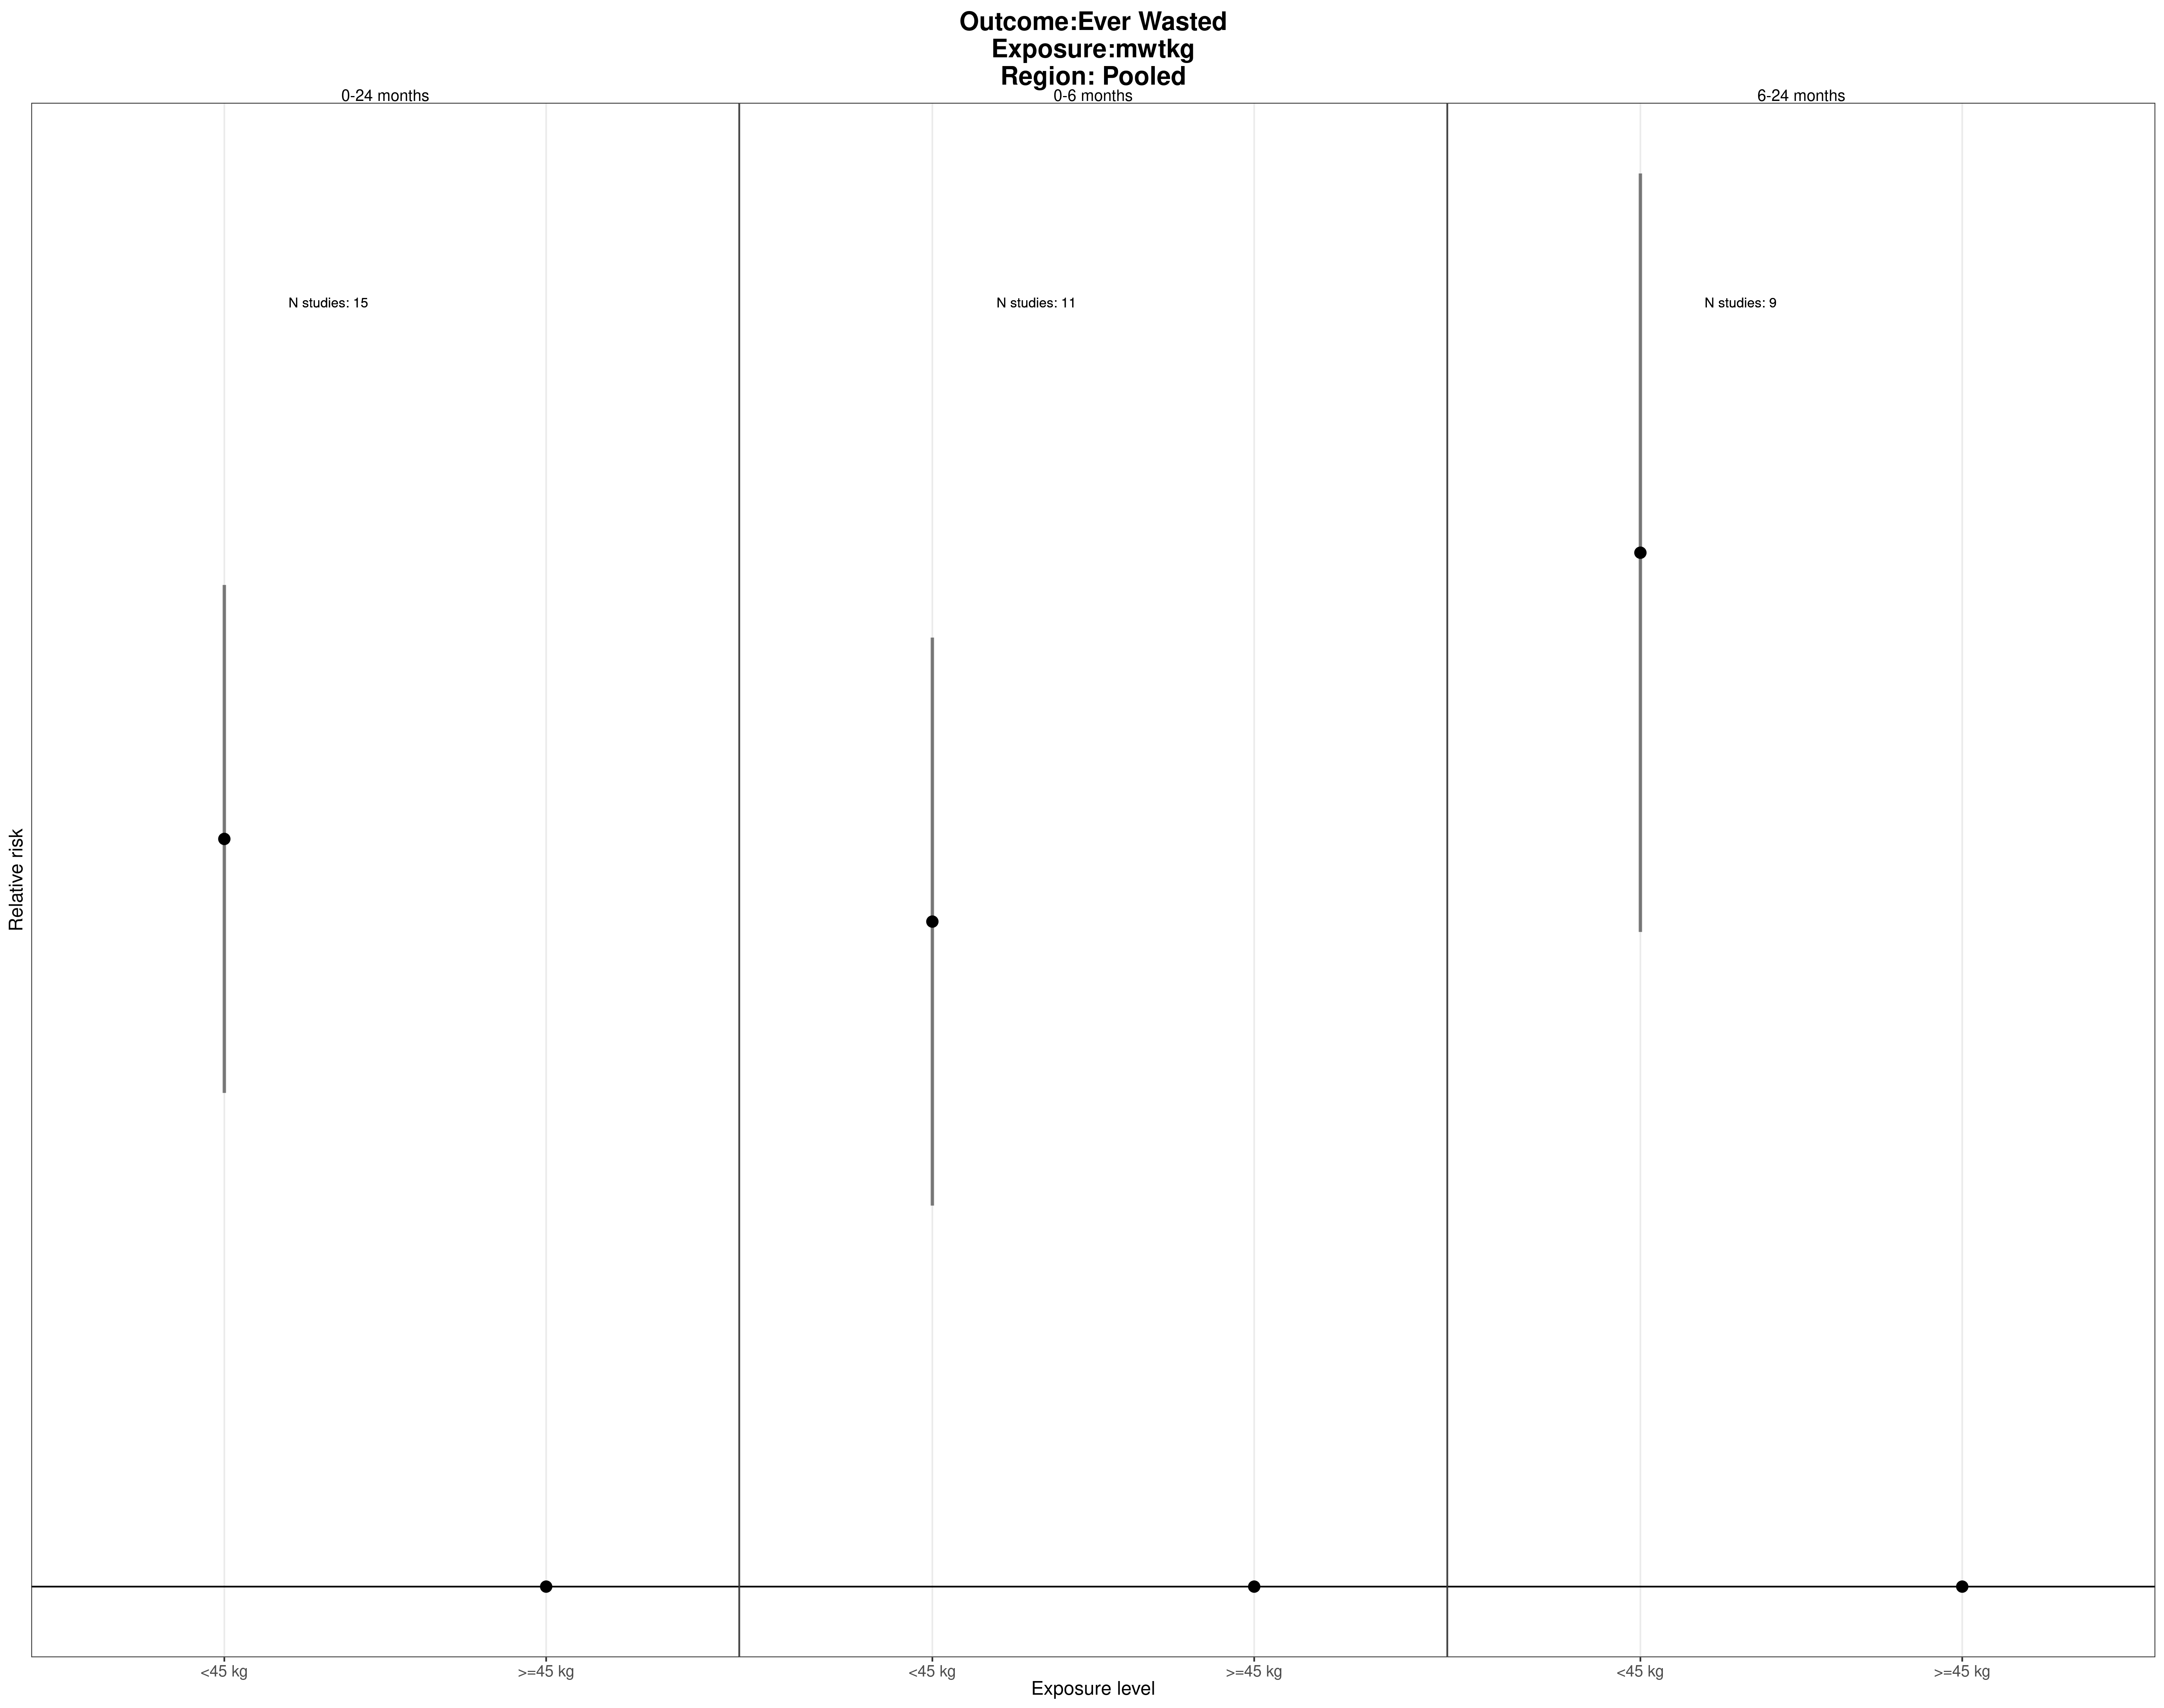 Outcome:Ever Wasted
Exposure:mwtkg
Region: Pooled
0-24 months
0-6 months
6-24 months
N studies: 15
N studies: 11
N studies: 9
Relative risk
<45 kg
>=45 kg
<45 kg
>=45 kg
<45 kg
>=45 kg
Exposure level